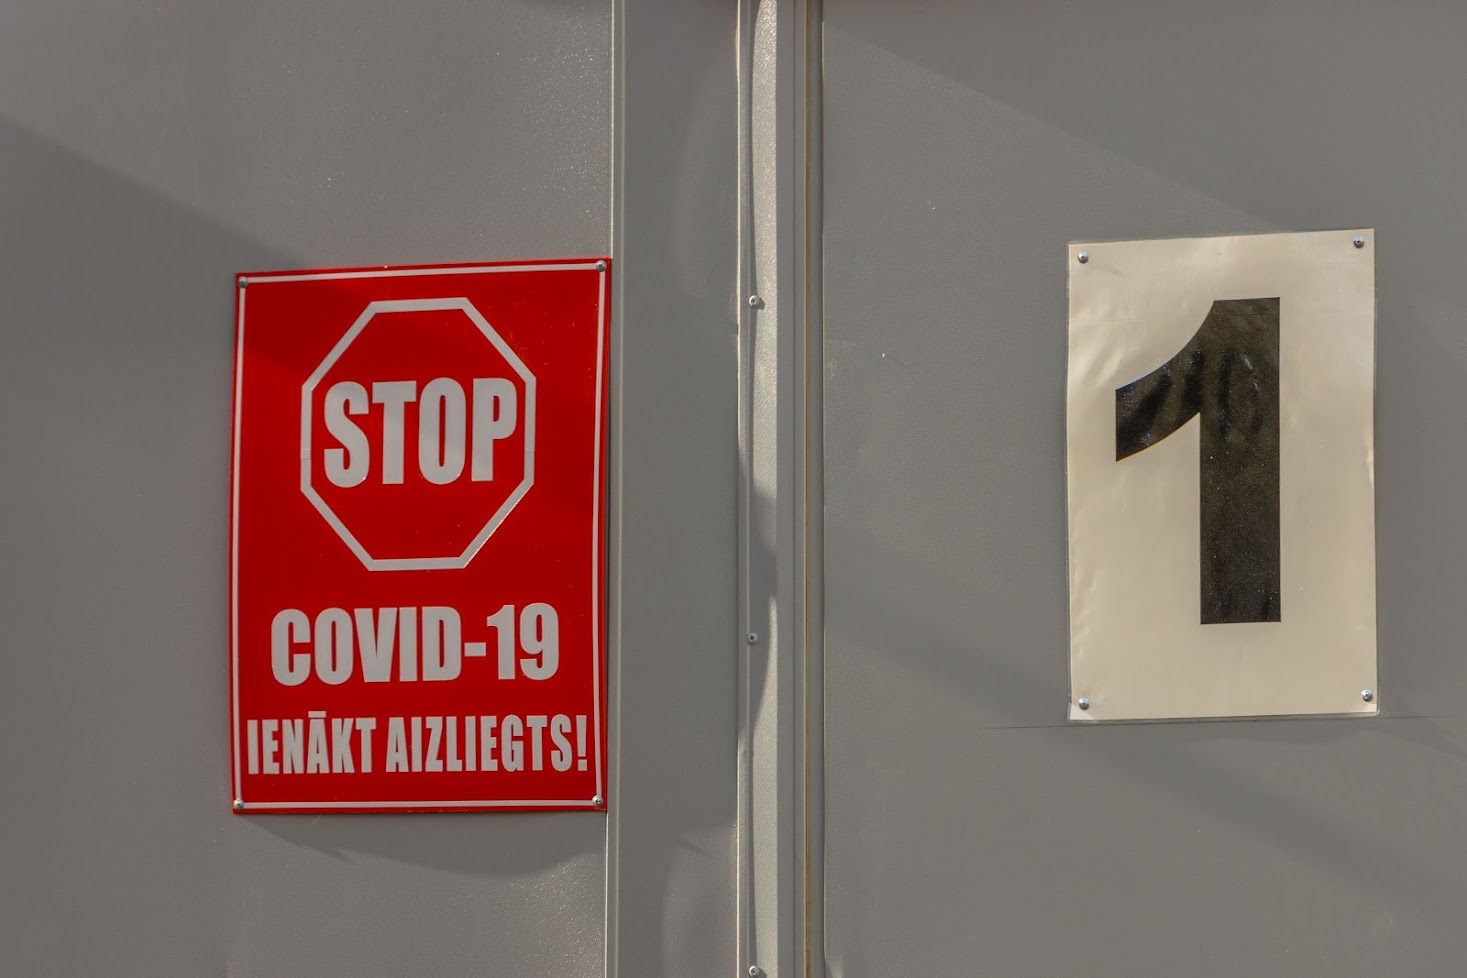 STOP
COVID-19
IENĀKT AIZLIEGTS!
1